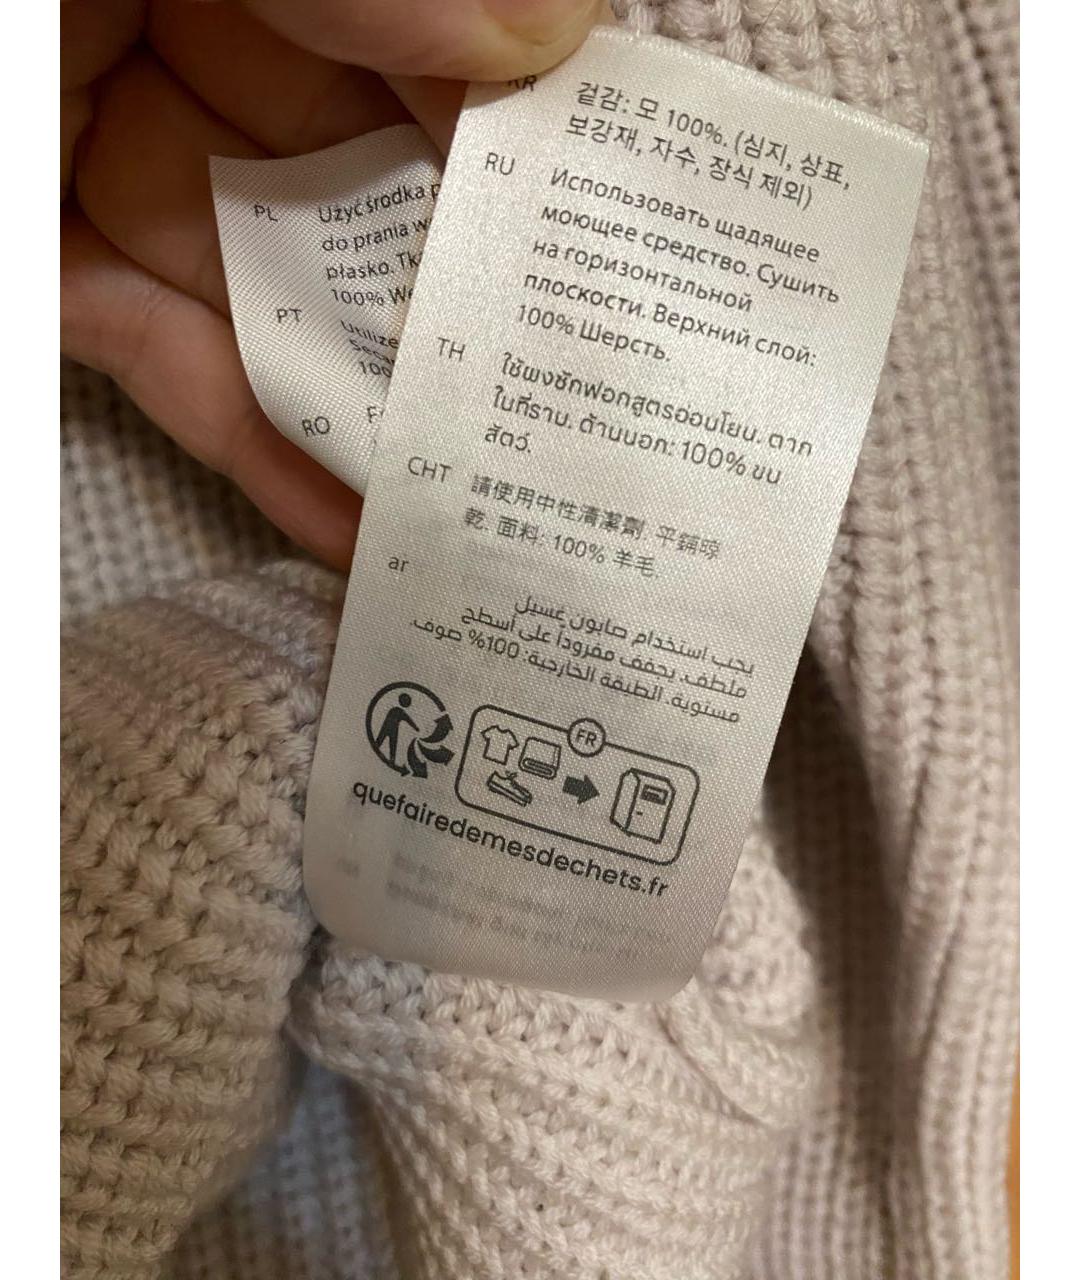 KR
겉감: 모 100%. (심지, 상표,
보강재, 자수, 장식 제외)
RU
Использовать щадящее
моющее средство. Сушить
на горизонтальной
плоскости. Верхний слой:
100% Шерсть.
TH
ใช้ผงซักฟอกสูตรอ่อนโยน. ตาก
ในที่ราบ. ด้านนอก: 100% ขน
สัตว์.
CHT
請使用中性清潔劑. 平鋪晾
乾. 面料: 100% 羊毛.
ar
يجب استخدام صابون غسيل
ملطف. يجفف مفروداً على أسطح
مستوية. الطبقة الخارجية: 100% صوف.
FR
quefairedemesdechets.fr
PL
Użyć środka
do prania
płasko.
100%
PT
Utilize
100
RO